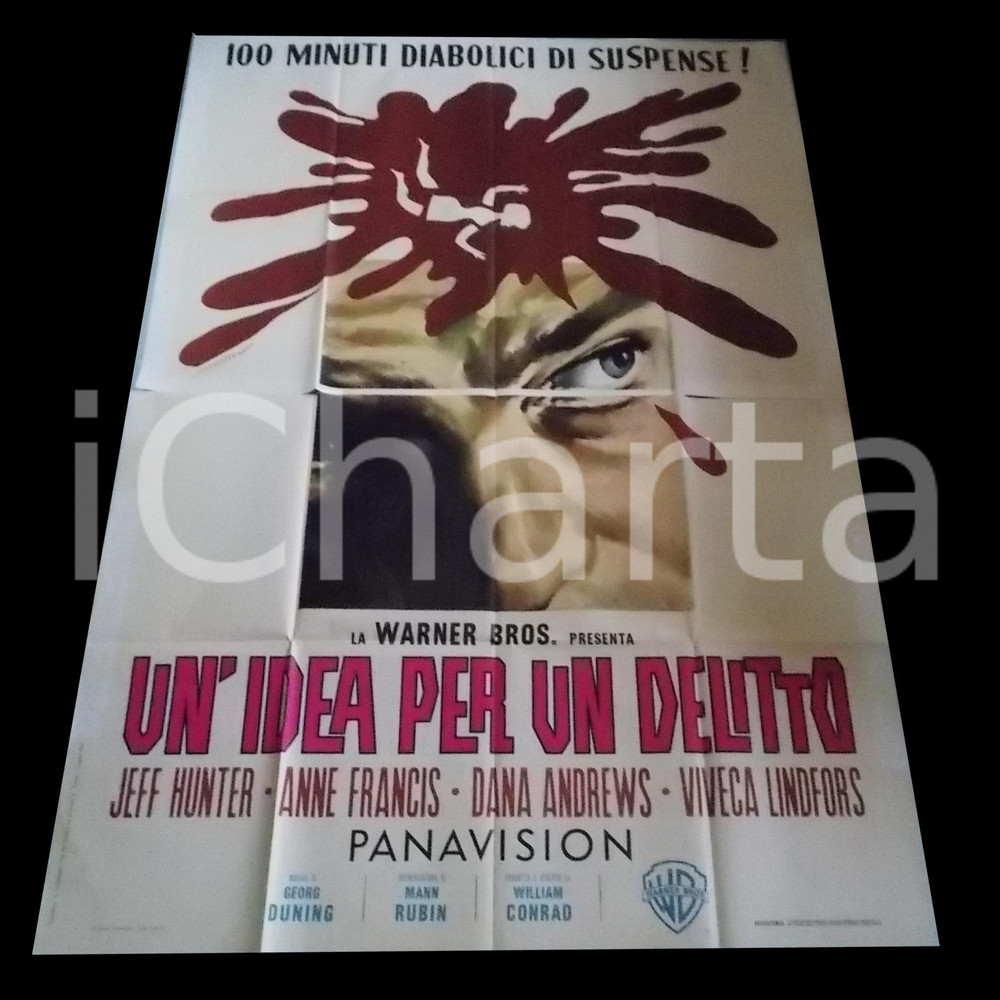 100 MINUTI DIABOLICI DI SUSPENSE!
iCharta
LA WARNER BROS. PRESENTA
UN'IDEA PER UN DELITTO
JEFF HUNTER • ANNE FRANCIS • DANA ANDREWS • VIVECA LINDFORS
PANAVISION
GEORG DUNING
MANN RUBIN
WILLIAM CONRAD
WB
WARNER BROS